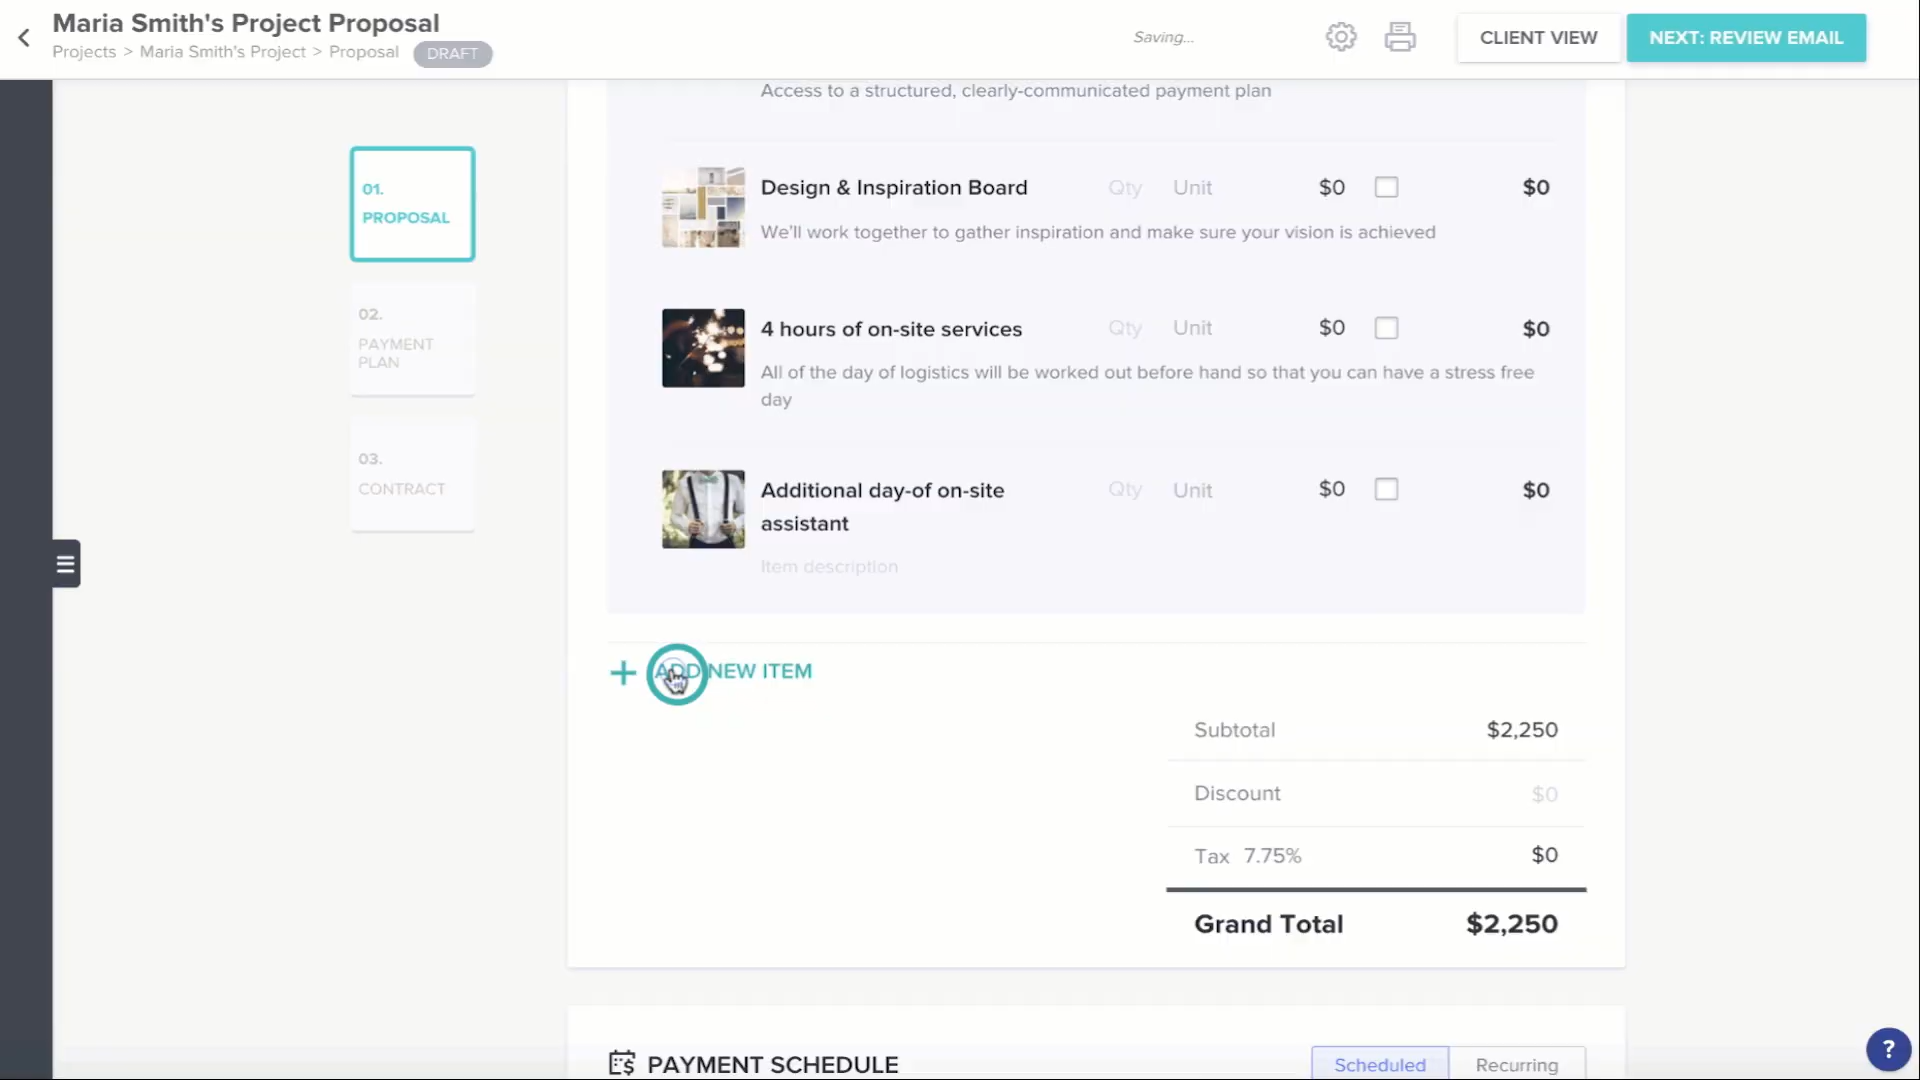 Maria Smith's Project Proposal
Projects > Maria Smith's Project > Proposal
DRAFT
Saving...
CLIENT VIEW
NEXT: REVIEW EMAIL
01.
PROPOSAL
02.
PAYMENT
PLAN
03.
CONTRACT
Access to a structured, clearly-communicated payment plan
Design & Inspiration Board Qty Unit $0 $0
We'll work together to gather inspiration and make sure your vision is achieved
4 hours of on-site services Qty Unit $0 $0
All of the day of logistics will be worked out before hand so that you can have a stress free
day
Additional day-of on-site Qty Unit $0 $0
assistant
Item description
+ ADD NEW ITEM
Subtotal $2,250
Discount $0
Tax 7.75% $0
Grand Total $2,250
PAYMENT SCHEDULE
Scheduled Recurring
?